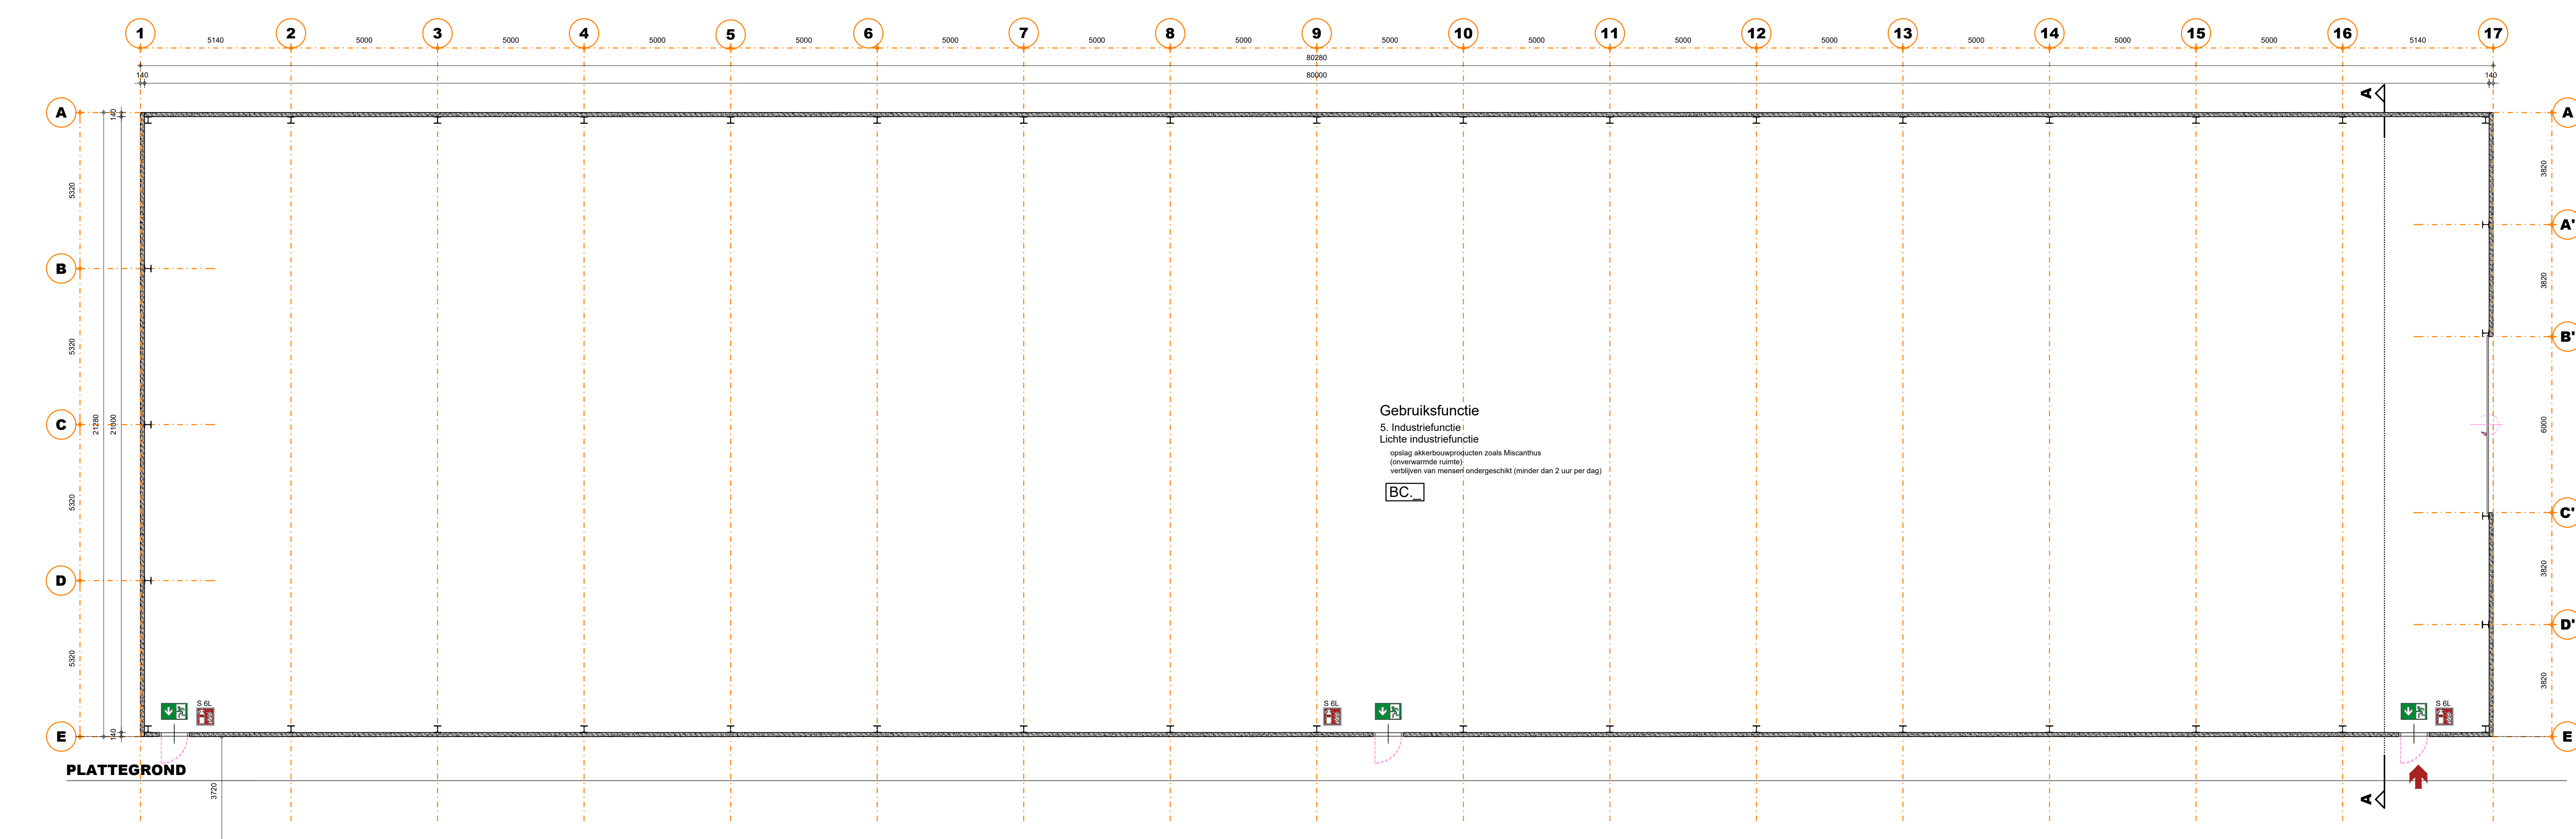 1 2 3 4 5 6 7 8 9 10 11 12 13 14 15 16 17
5140 5000 5000 5000 5000 5000 5000 5000 5000 5000 5000 5000 5000 5000 5000 5140
80280
140 80000 140
A
A 140 A
5320 3820
A'
B 3820
5320 B'
Gebruiksfunctie
C 21280 21000 6000
5. Industriefunctie
Lichte industriefunctie
opslag akkerbouwproducten zoals Miscanthus
(onverwarmde ruimte)
verblijven van mensen ondergeschikt (minder dan 2 uur per dag)
BC._
5320 C'
3820
D
D'
5320 3820
S 6L S 6L S 6L
E 140 E
PLATTEGROND
3720
A